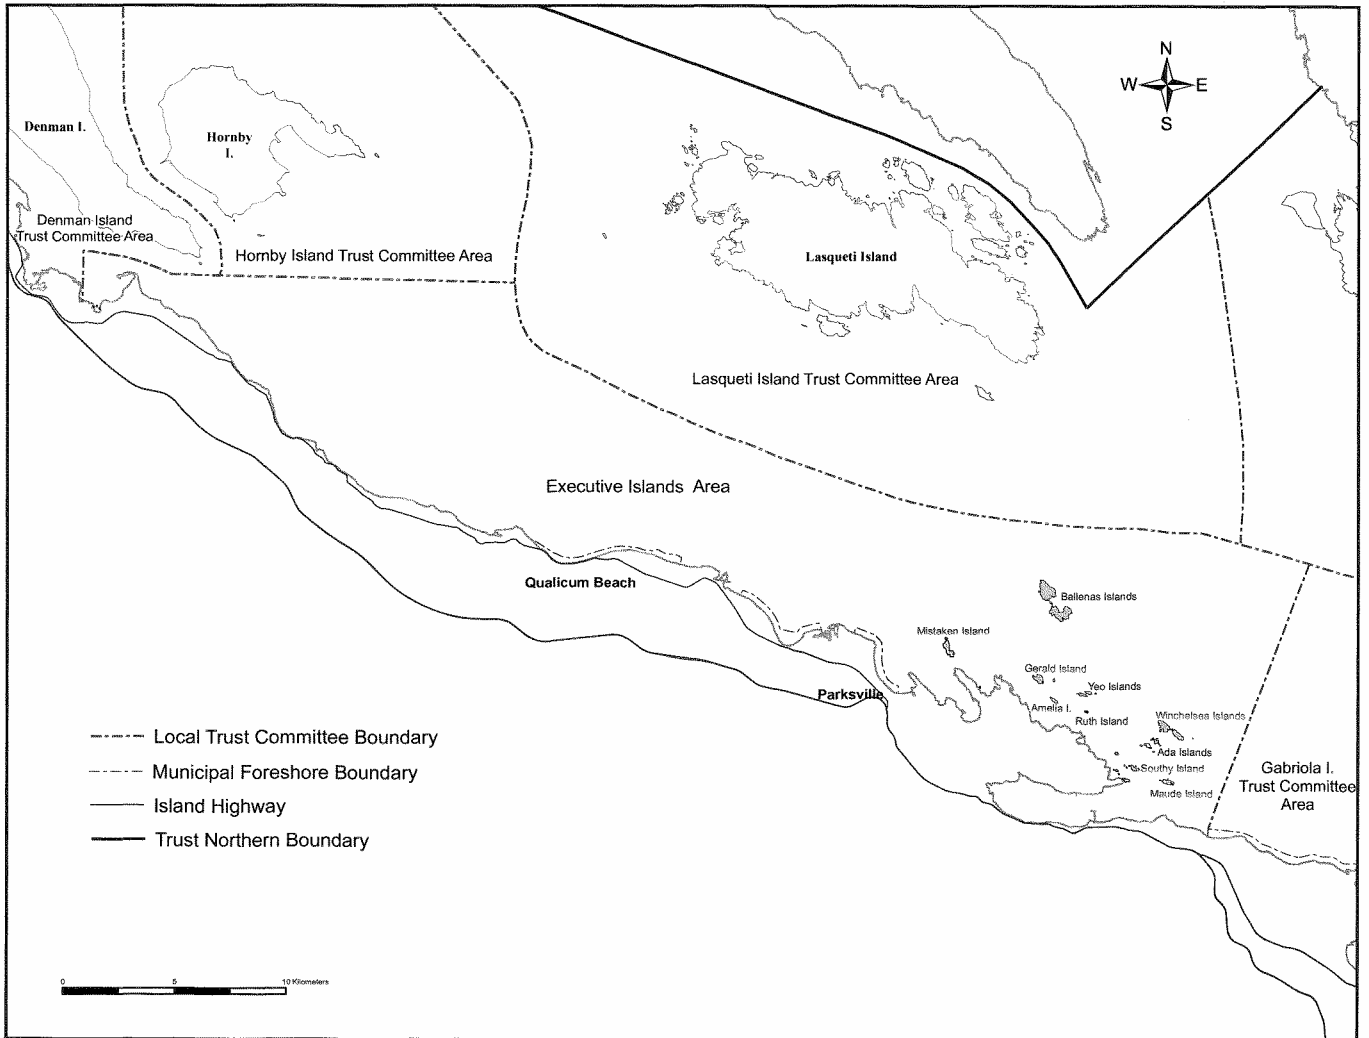 N
W E
S
Denman I.
Hornby
I.
Denman Island
Trust Committee Area
Hornby Island Trust Committee Area
Lasqueti Island
Lasqueti Island Trust Committee Area
Executive Islands Area
Qualicum Beach
Ballenas Islands
Mistaken Island
Gerald Island
Yeo Islands
Parksville
Amelia I.
Ruth Island
Winchelsea Islands
Ada Islands
Southy Island
Maude Island
Gabriola I.
Trust Committee
Area
Local Trust Committee Boundary
Municipal Foreshore Boundary
Island Highway
Trust Northern Boundary
0 5 10 Kilometers